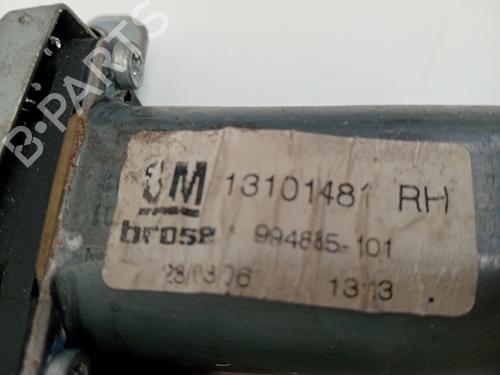 GM 13101481 RH
brose 994885-101
28/03/06 13:13
B-PARTS